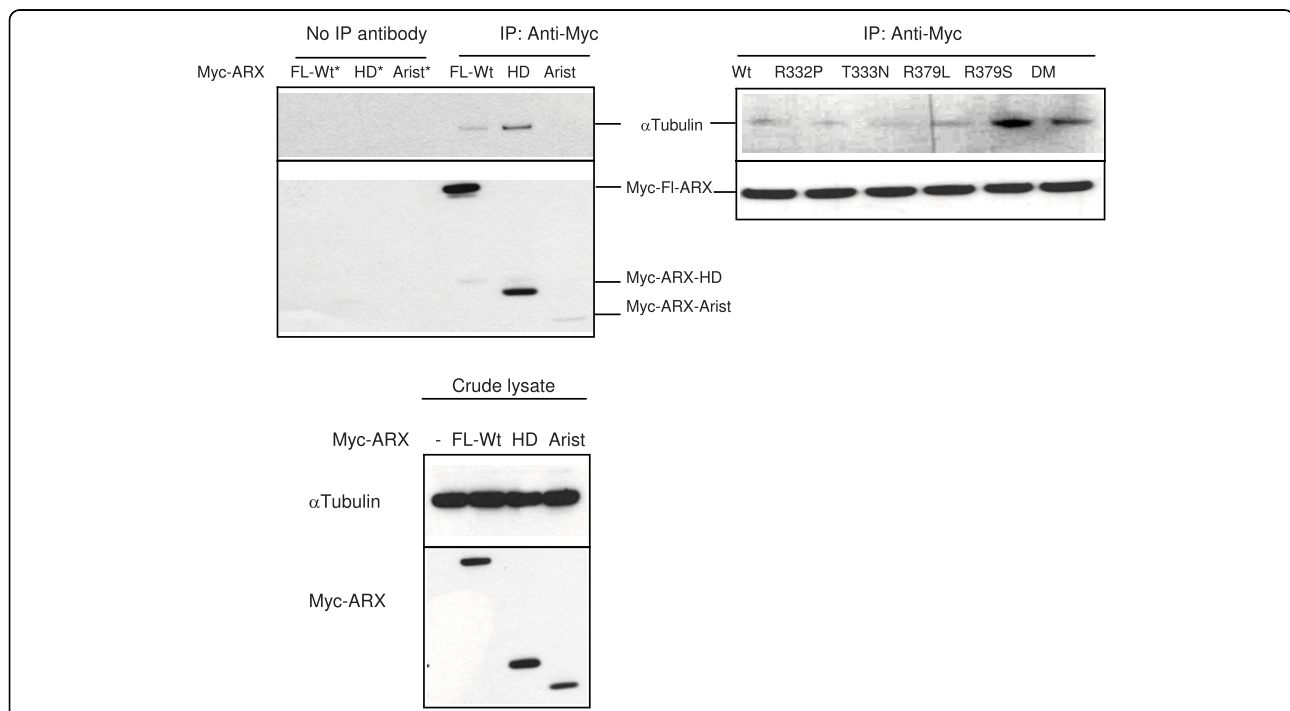 No IP antibody
IP: Anti-Myc
Myc-ARX FL-Wt* HD* Arist* FL-Wt HD Arist
IP: Anti-Myc
Wt R332P T333N R379L R379S DM
αTubulin
Myc-Fl-ARX
Myc-ARX-HD
Myc-ARX-Arist
Crude lysate
Myc-ARX - FL-Wt HD Arist
αTubulin
Myc-ARX